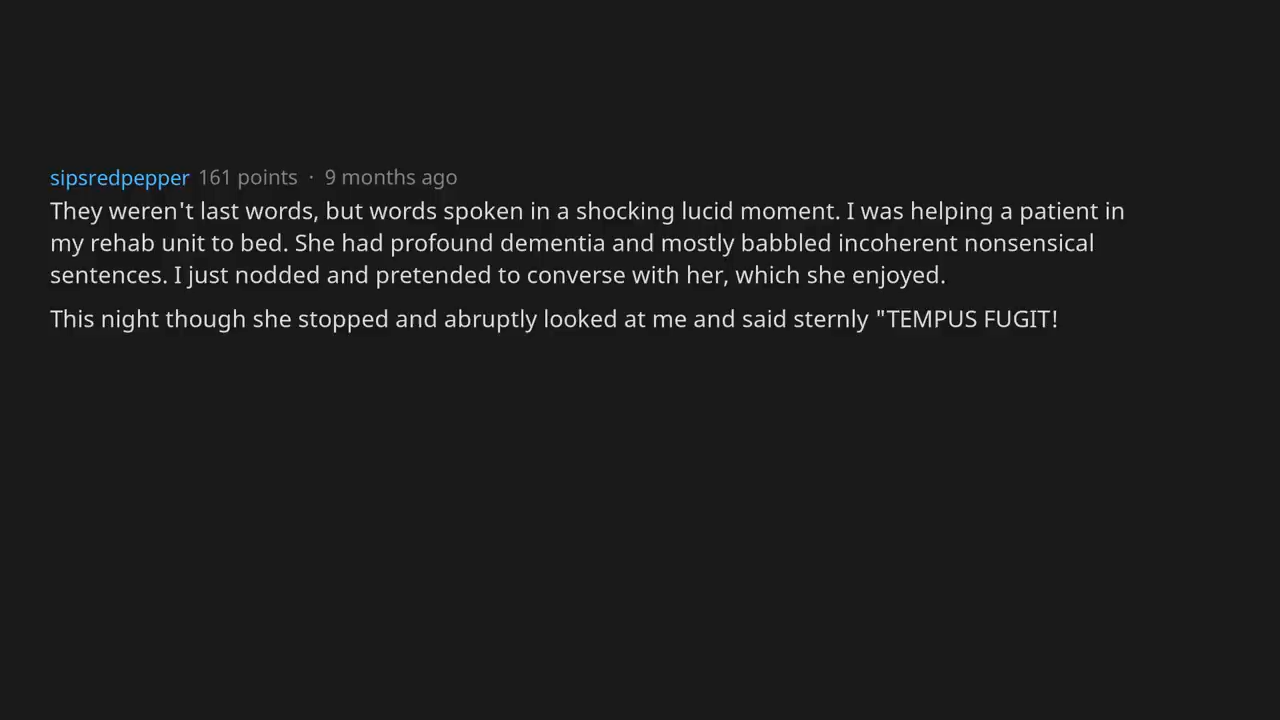 sipsredpepper 161 points · 9 months ago
They weren't last words, but words spoken in a shocking lucid moment. I was helping a patient in
my rehab unit to bed. She had profound dementia and mostly babbled incoherent nonsensical
sentences. I just nodded and pretended to converse with her, which she enjoyed.
This night though she stopped and abruptly looked at me and said sternly "TEMPUS FUGIT!